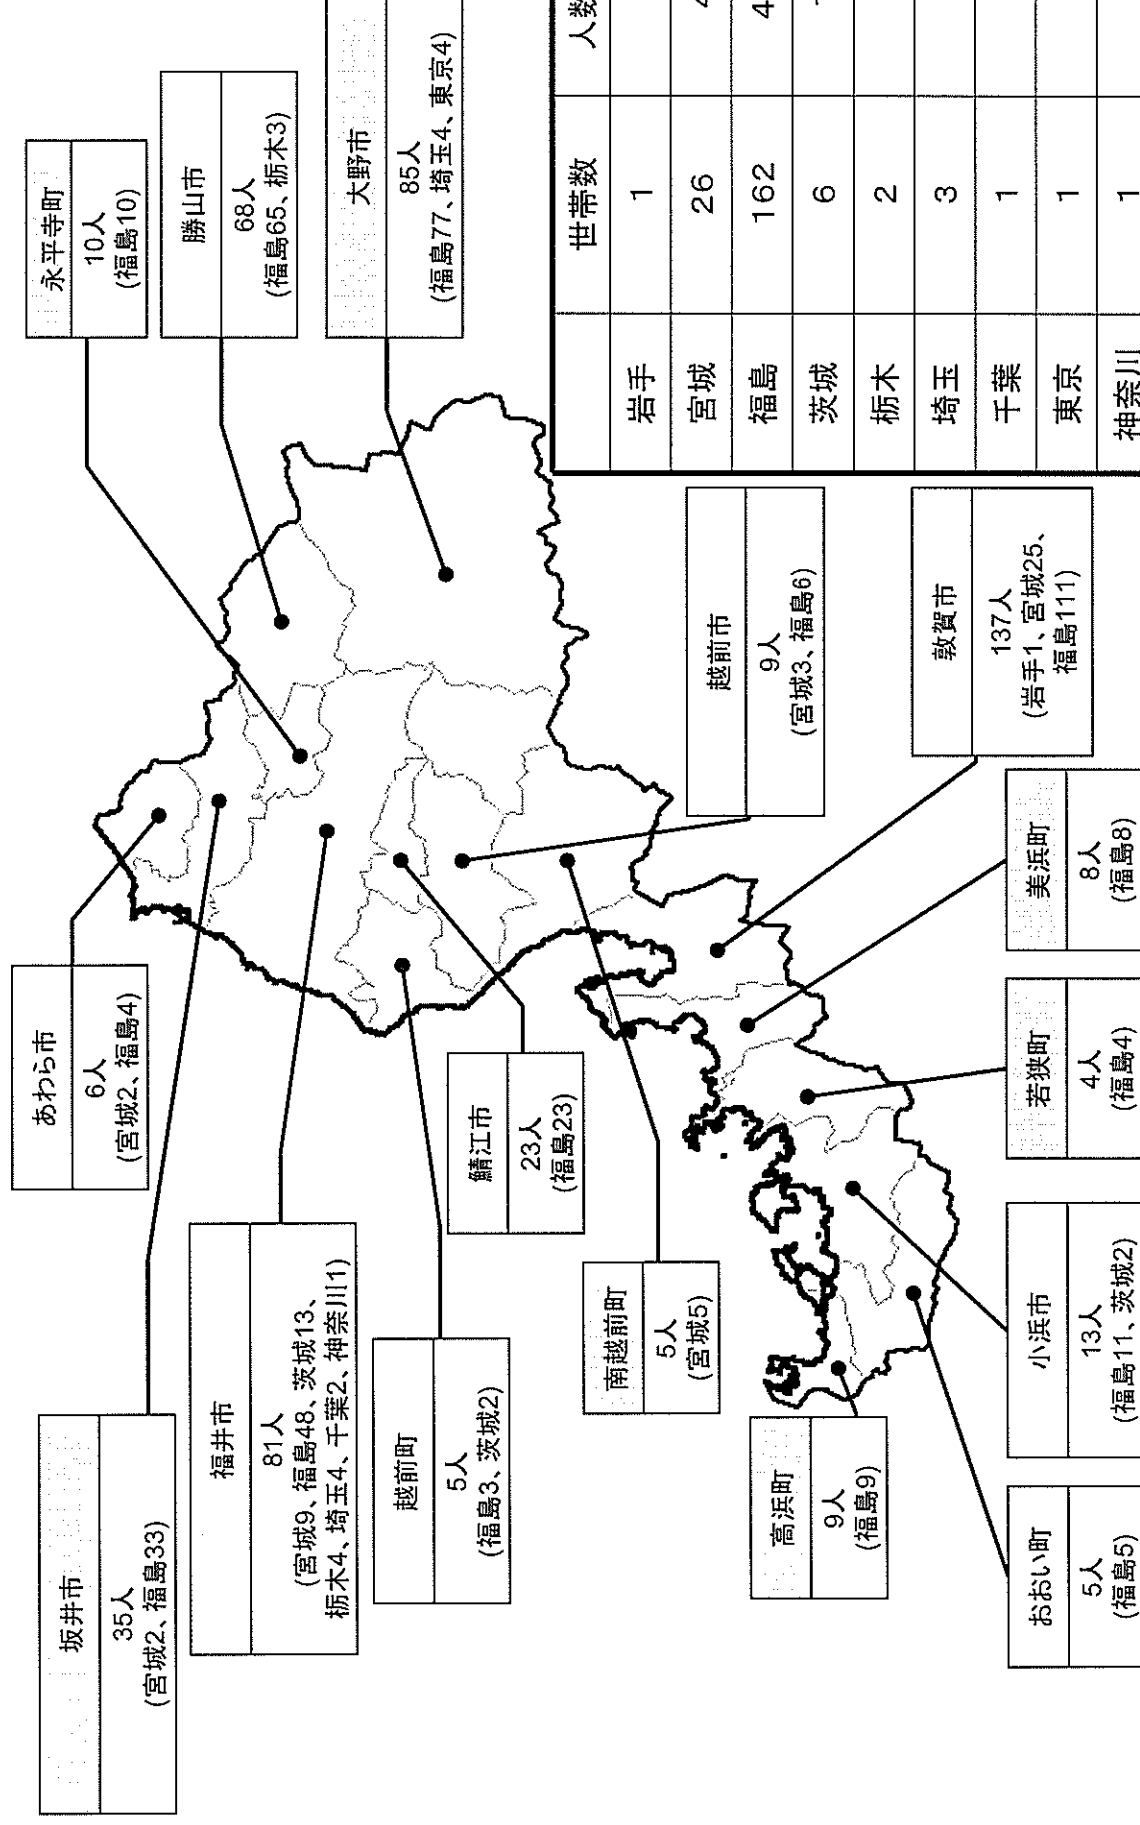 永平寺町
10人
(福島10)
勝山市
68人
(福島65、栃木3)
大野市
85人
(福島77、埼玉4、東京4)
あわら市
6人
(宮城2、福島4)
坂井市
35人
(宮城2、福島33)
福井市
81人
(宮城9、福島48、茨城13、
栃木4、埼玉4、千葉2、神奈川1)
越前町
5人
(福島3、茨城2)
鯖江市
23人
(福島23)
南越前町
5人
(宮城5)
越前市
9人
(宮城3、福島6)
敦賀市
137人
(岩手1、宮城25、
福島111)
美浜町
8人
(福島8)
若狭町
4人
(福島4)
小浜市
13人
(福島11、茨城2)
おおい町
5人
(福島5)
高浜町
9人
(福島9)
世帯数 人数
岩手 1
宮城 26 4
福島 162 4
茨城 6
栃木 2
埼玉 3
千葉 1
東京 1
神奈川 1